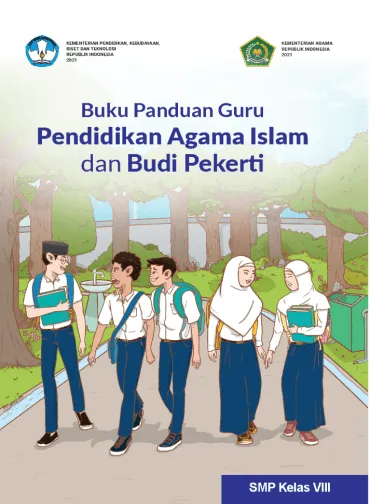 KEMENTERIAN PENDIDIKAN, KEBUDAYAAN,
RISET DAN TEKNOLOGI
REPUBLIK INDONESIA
2021
KEMENTERIAN AGAMA
REPUBLIK INDONESIA
2021
Buku Panduan Guru
Pendidikan Agama Islam
dan Budi Pekerti
SMP Kelas VIII